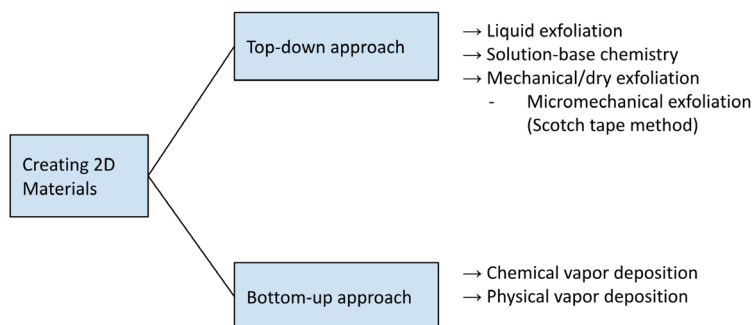 Creating 2D
Materials
Top-down approach
→ Liquid exfoliation
→ Solution-base chemistry
→ Mechanical/dry exfoliation
- Micromechanical exfoliation
(Scotch tape method)
Bottom-up approach
→ Chemical vapor deposition
→ Physical vapor deposition